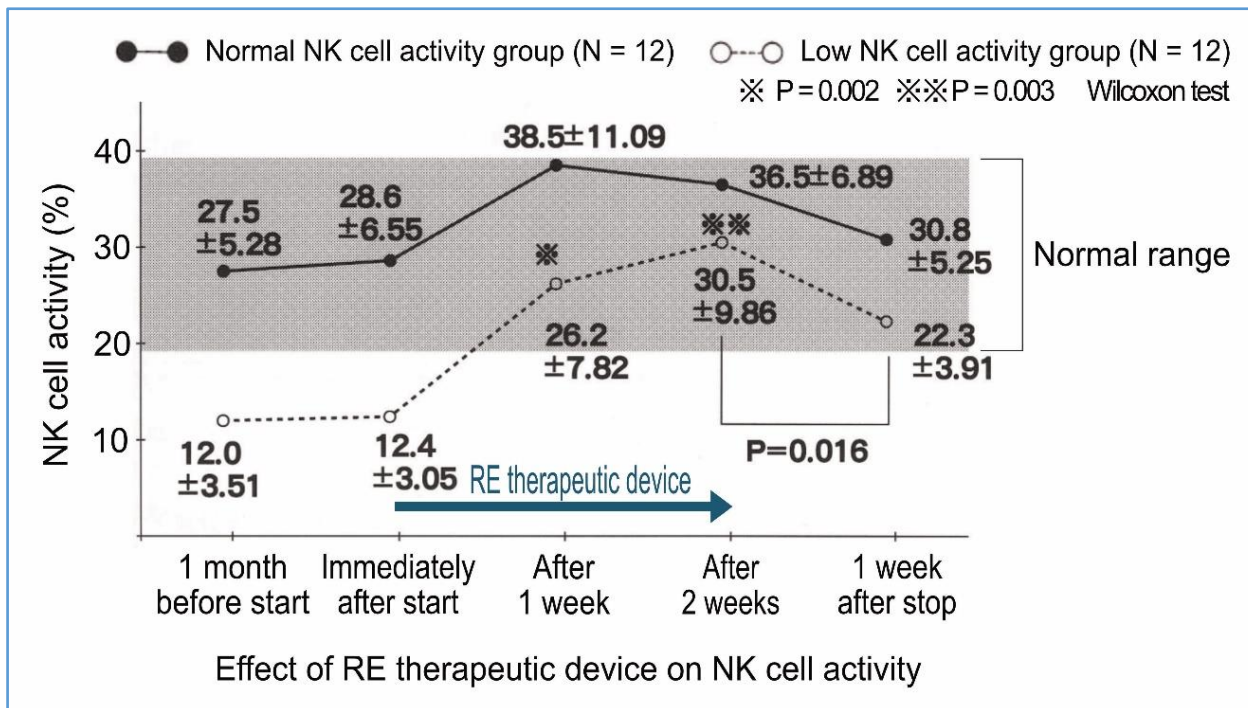 Normal NK cell activity group (N = 12)
Low NK cell activity group (N = 12)
※ P = 0.002 ※※ P = 0.003 Wilcoxon test
NK cell activity (%)
40
30
20
10
27.5
±5.28
28.6
±6.55
38.5±11.09
36.5±6.89
30.8
±5.25
※
※※
12.0
±3.51
12.4
±3.05
26.2
±7.82
30.5
±9.86
22.3
±3.91
Normal range
P=0.016
RE therapeutic device
1 month
before start
Immediately
after start
After
1 week
After
2 weeks
1 week
after stop
Effect of RE therapeutic device on NK cell activity